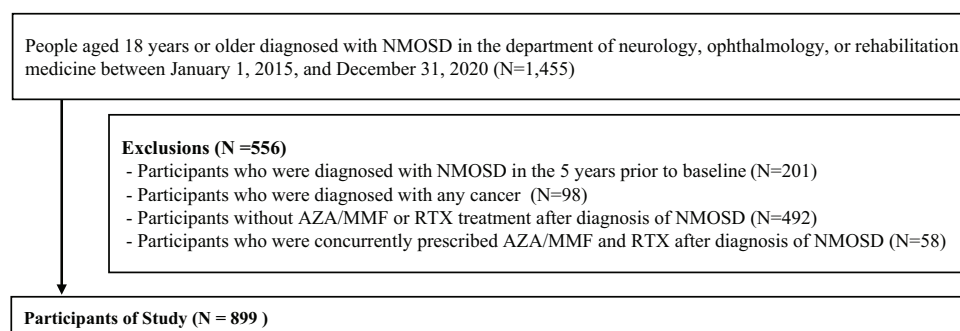 People aged 18 years or older diagnosed with NMOSD in the department of neurology, ophthalmology, or rehabilitation
medicine between January 1, 2015, and December 31, 2020 (N=1,455)
Exclusions (N =556)
- Participants who were diagnosed with NMOSD in the 5 years prior to baseline (N=201)
- Participants who were diagnosed with any cancer (N=98)
- Participants without AZA/MMF or RTX treatment after diagnosis of NMOSD (N=492)
- Participants who were concurrently prescribed AZA/MMF and RTX after diagnosis of NMOSD (N=58)
Participants of Study (N = 899 )